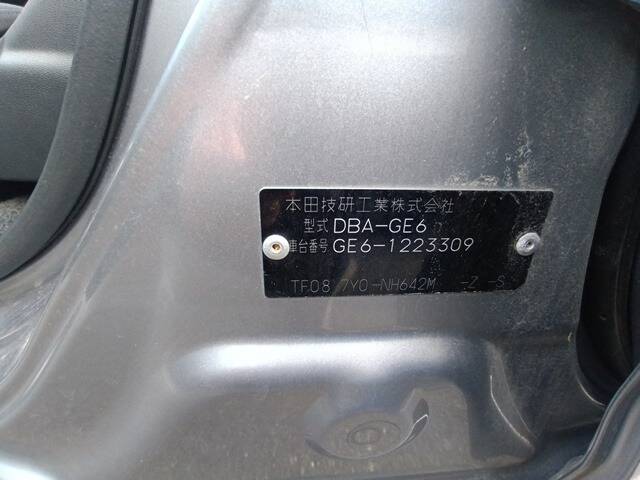 本田技研工業株式会社
型式 DBA-GE6
車台番号 GE6-1223309
TF08 7Y0-NH642M -Z -S